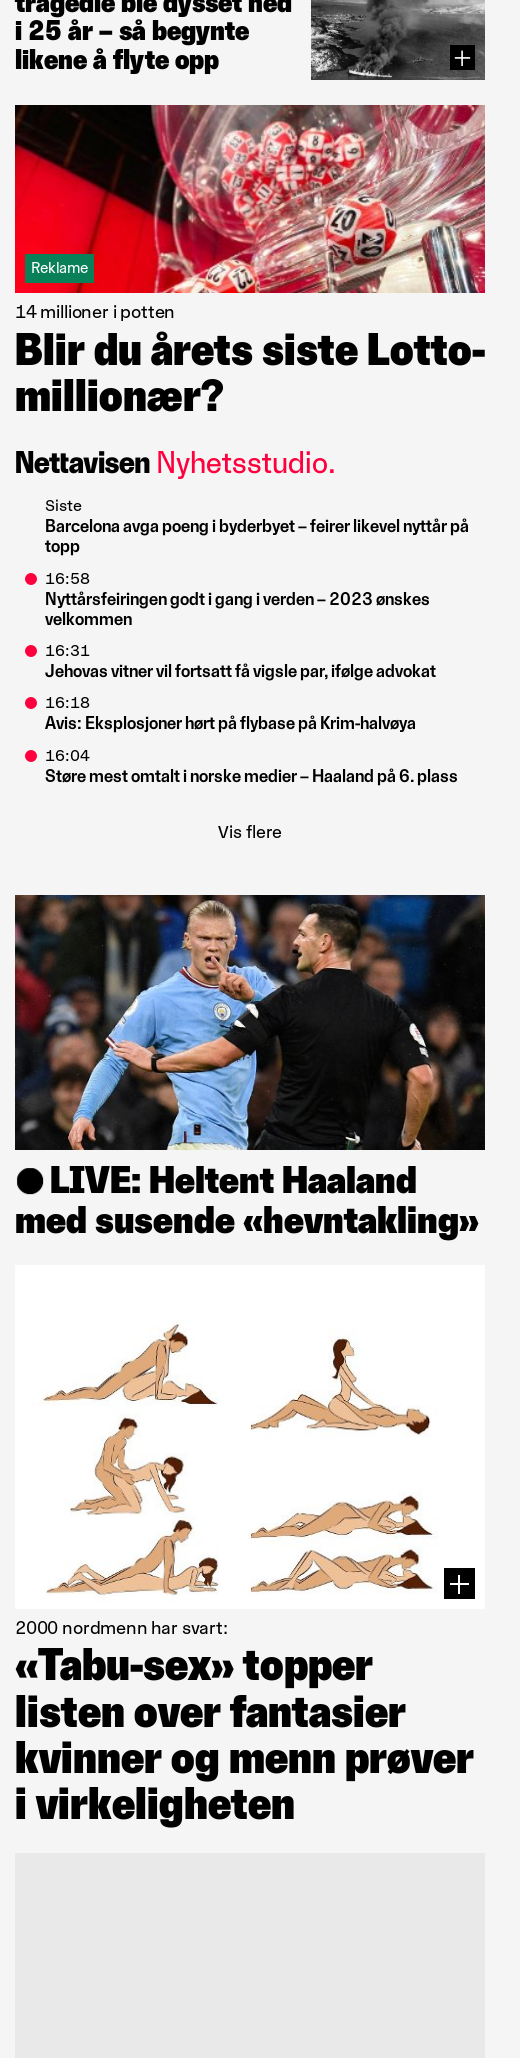 tragedie ble dysset ned
i 25 år – så begynte
likene å flyte opp
Reklame
14 millioner i potten
Blir du årets siste Lotto-
millionær?
Nettavisen Nyhetsstudio.
Siste
Barcelona avga poeng i byderbyet – feirer likevel nyttår på
topp
16:58
Nyttårsfeiringen godt i gang i verden – 2023 ønskes
velkommen
16:31
Jehovas vitner vil fortsatt få vigsle par, ifølge advokat
16:18
Avis: Eksplosjoner hørt på flybase på Krim-halvøya
16:04
Støre mest omtalt i norske medier – Haaland på 6. plass
Vis flere
LIVE: Heltent Haaland
med susende «hevntakling»
2000 nordmenn har svart:
«Tabu-sex» topper
listen over fantasier
kvinner og menn prøver
i virkeligheten